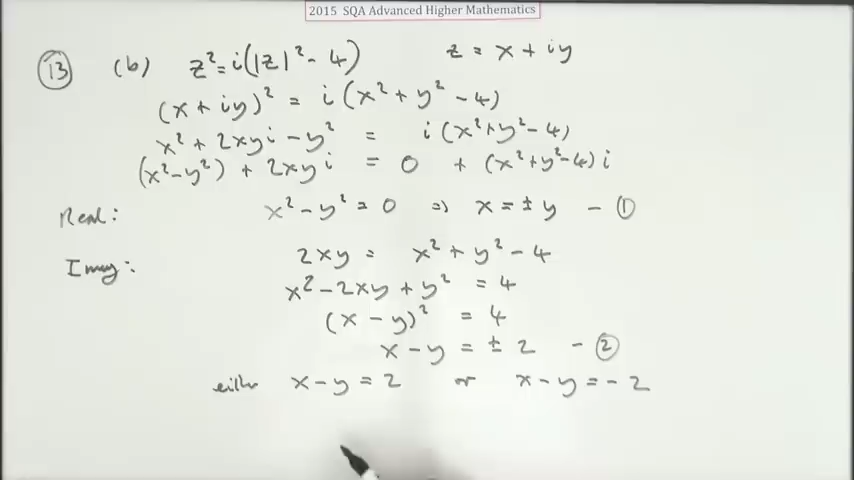 2015 SQA Advanced Higher Mathematics
13 (b) z² = i(|z|² - 4) z = x + iy
(x + iy)² = i(x² + y² - 4)
x² + 2xyi - y² = i(x² + y² - 4)
(x² - y²) + 2xyi = 0 + (x² + y² - 4)i
Real: x² - y² = 0 ⇒ x = ± y - ①
Imag: 2xy = x² + y² - 4
x² - 2xy + y² = 4
(x - y)² = 4
x - y = ± 2 - ②
either x - y = 2 or x - y = - 2